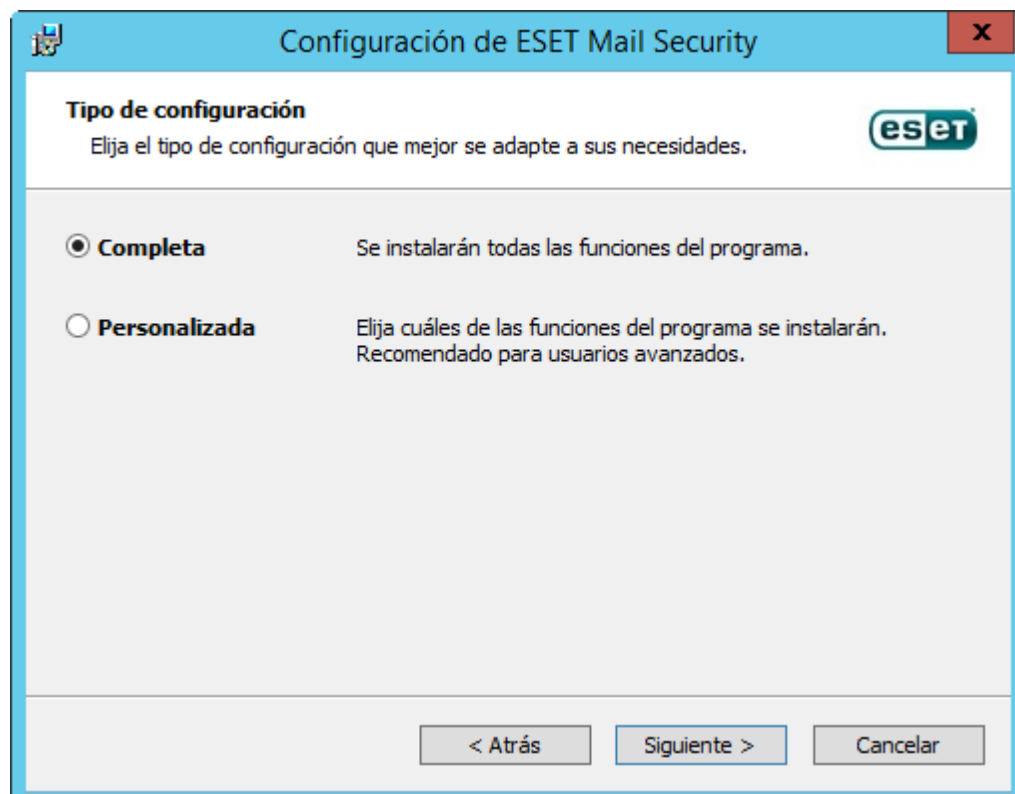 Configuración de ESET Mail Security
x
Tipo de configuración
Elija el tipo de configuración que mejor se adapte a sus necesidades.
eseT
Completa
Se instalarán todas las funciones del programa.
Personalizada
Elija cuáles de las funciones del programa se instalarán.
Recomendado para usuarios avanzados.
< Atrás
Siguiente >
Cancelar